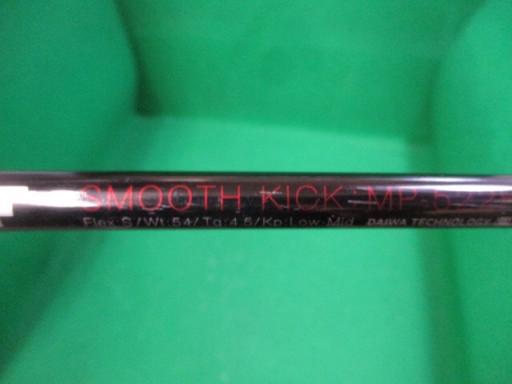 SMOOTH KICK MP-
Flex:S/Wt:54/Tq:4.5/Kp:Low-Mid DAIWA TECHNOLOGY